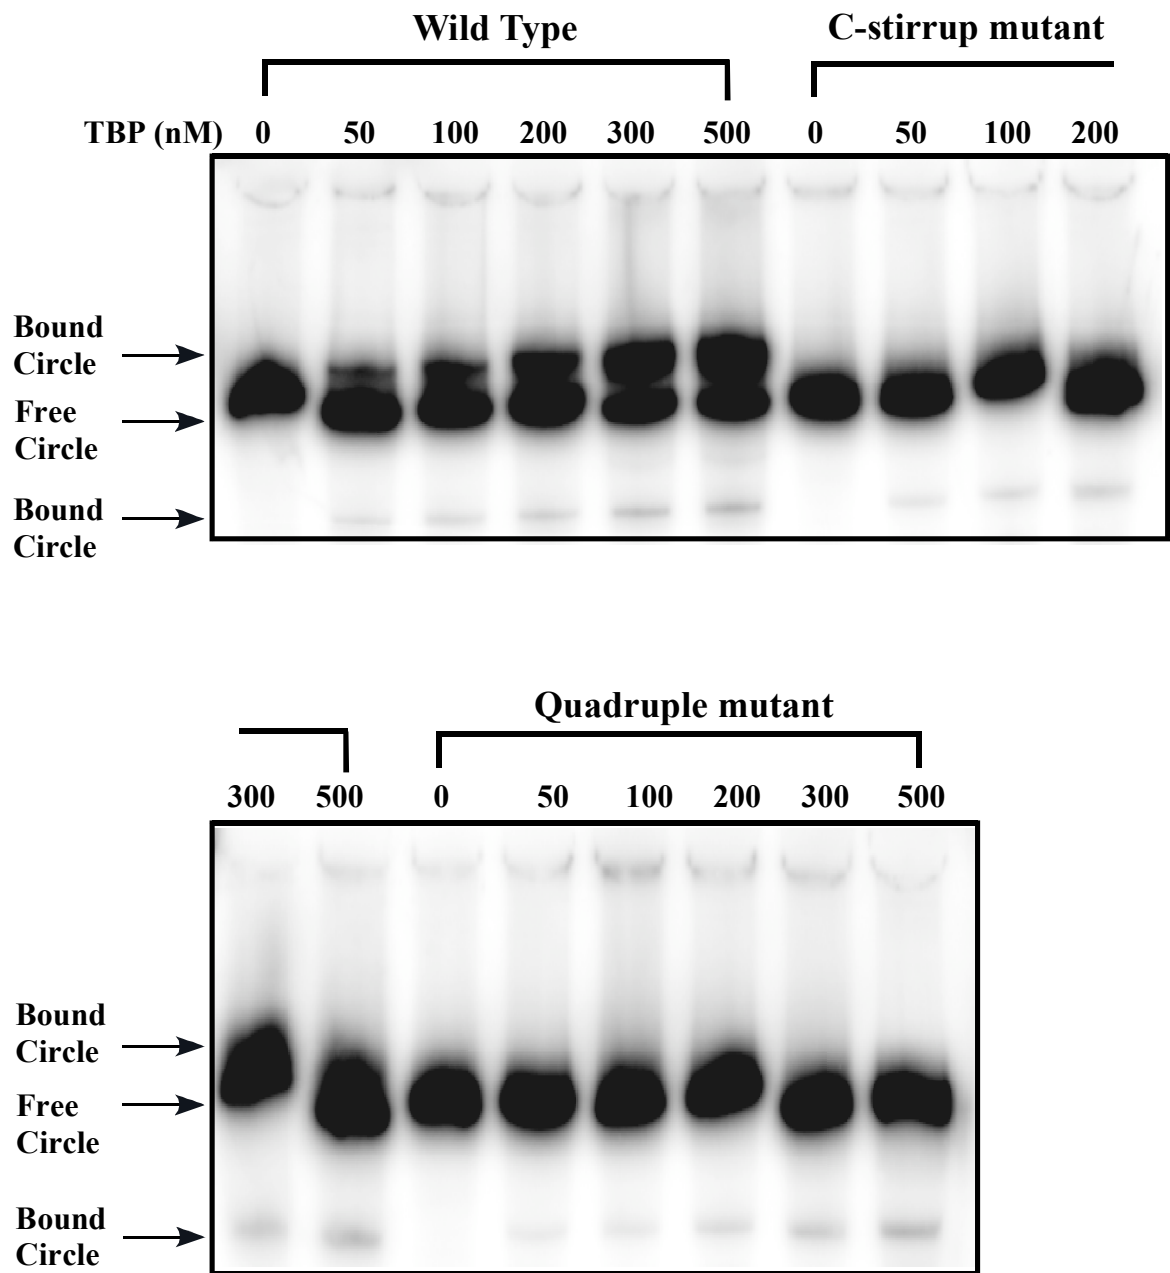 Wild Type
C-stirrup mutant
TBP (nM) 0 50 100 200 300 500 0 50 100 200
Bound
Circle
Free
Circle
Bound
Circle
Quadruple mutant
300 500 0 50 100 200 300 500
Bound
Circle
Free
Circle
Bound
Circle